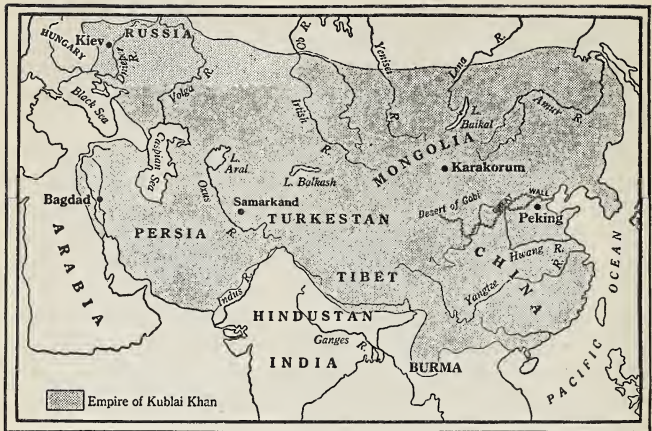 HUNGARY
Kiev
RUSSIA
Dnieper R.
Volga R.
Black Sea
Caspian Sea
Ob R.
Irtish R.
Yenisei R.
Lena R.
L. Baikal
Amur R.
MONGOLIA
Karakorum
L. Aral
L. Balkash
Oxus R.
Samarkand
TURKESTAN
Desert of Gobi
WALL
Peking
Bagdad
ARABIA
PERSIA
TIBET
CHINA
Hwang R.
Yangtze R.
Indus R.
HINDUSTAN
Ganges R.
INDIA
BURMA
PACIFIC OCEAN
Empire of Kublai Khan